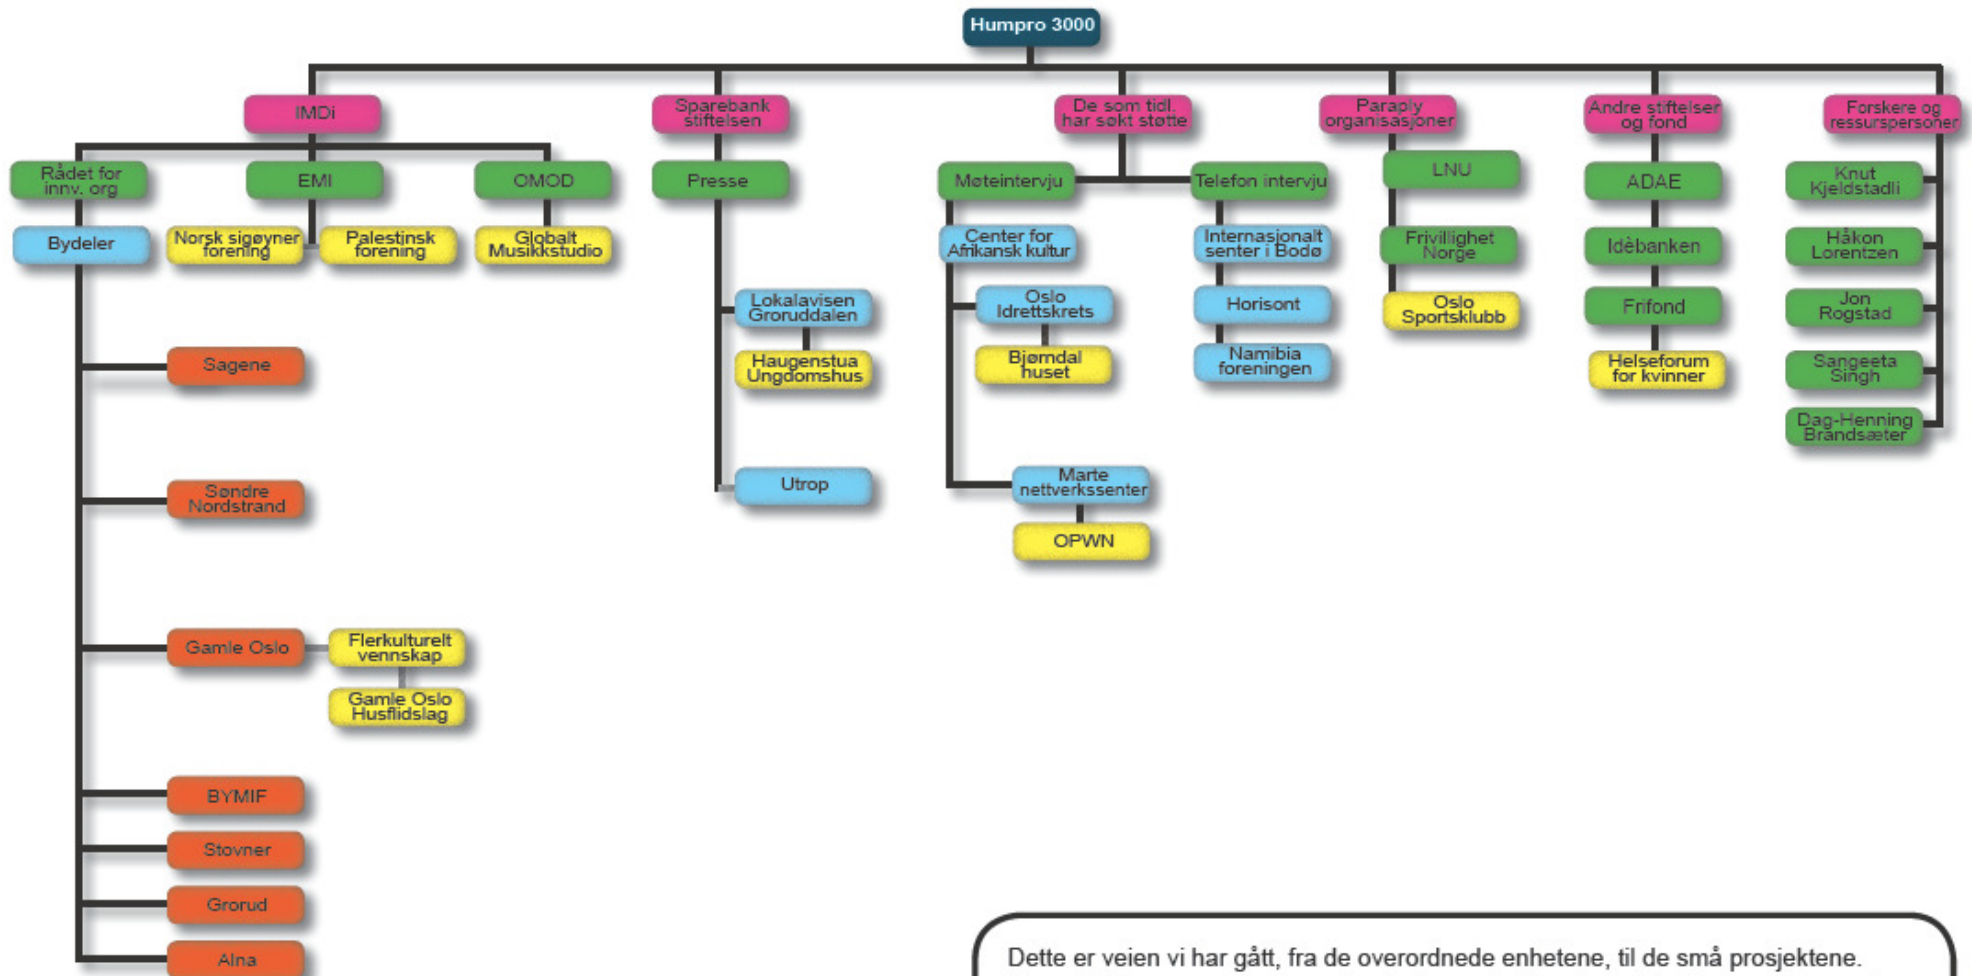 Humpro 3000
IMDi
Sparebank
stiftelsen
De som tidl.
har søkt støtte
Paraply
organisasjoner
Andre stiftelser
og fond
Forskere og
ressurspersoner
Rådet for
innv. org
EMI
OMOD
Presse
Møteintervju
Telefon intervju
LNU
ADAE
Knut
Kjeldstadli
Bydeler
Norsk sigøyner
forening
Palestinsk
forening
Globalt
Musikkstudio
Center for
Afrikansk kultur
Internasjonalt
senter i Bodø
Frivillighet
Norge
Idèbanken
Håkon
Lorentzen
Lokalavisen
Groruddalen
Oslo
Idrettskrets
Horisont
Oslo
Sportsklubb
Frifond
Jon
Rogstad
Sagene
Haugenstua
Ungdomshus
Bjørndal
huset
Namibia
foreningen
Helseforum
for kvinner
Sangeeta
Singh
Dag-Henning
Brandsæter
Søndre
Nordstrand
Utrop
Marte
nettverkssenter
OPWN
Gamle Oslo
Flerkulturelt
vennskap
Gamle Oslo
Husflidslag
BYMIF
Stovner
Grorud
Alna
Dette er veien vi har gått, fra de overordnede enhetene, til de små prosjektene.